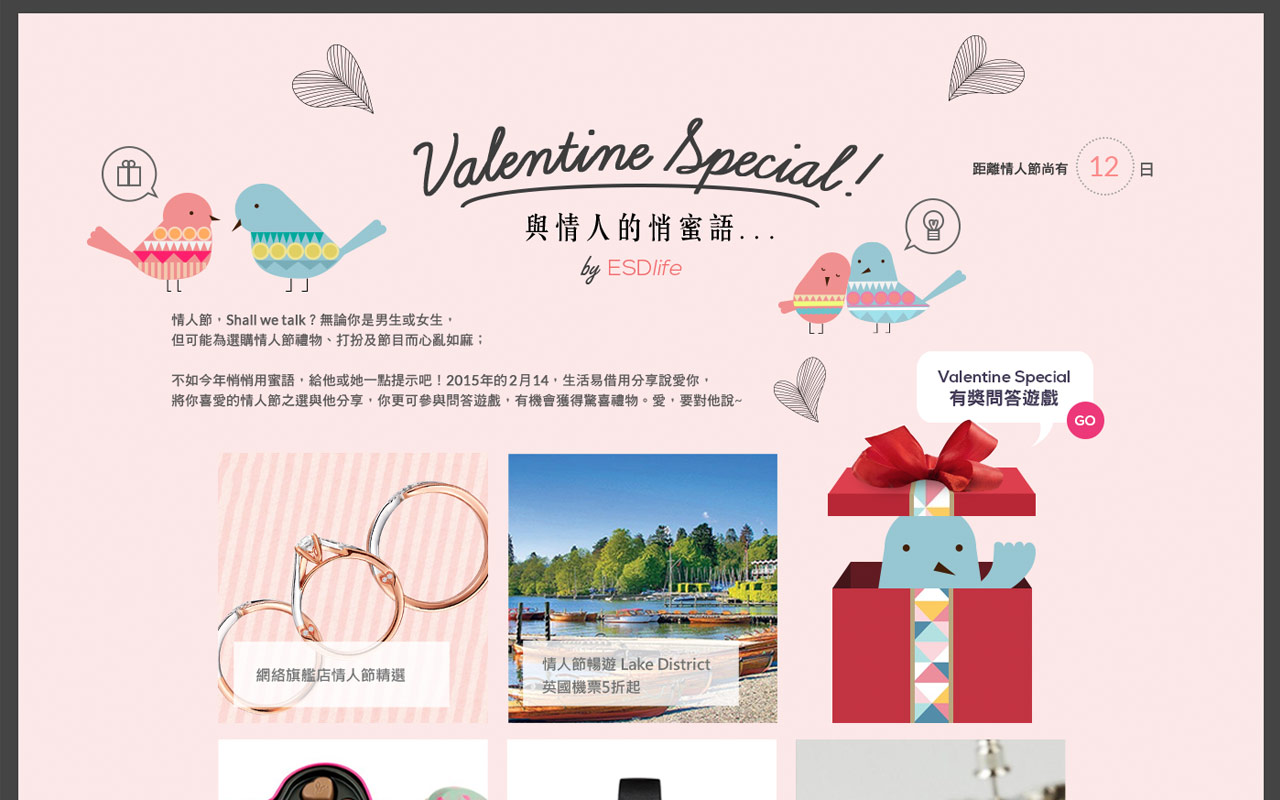 Valentine Special!
與情人的悄蜜語...
by ESDlife
距離情人節尚有 12 日
情人節，Shall we talk？無論你是男生或女生，
但可能為選購情人節禮物、打扮及節目而心亂如麻；
不如今年悄悄用蜜語，給他或她一點提示吧！2015年的2月14，生活易借用分享說愛你，
將你喜愛的情人節之選與他分享，你更可參與問答遊戲，有機會獲得驚喜禮物。愛，要對他說~
Valentine Special
有獎問答遊戲
GO
網絡旗艦店情人節精選
情人節暢遊 Lake District
英國機票5折起